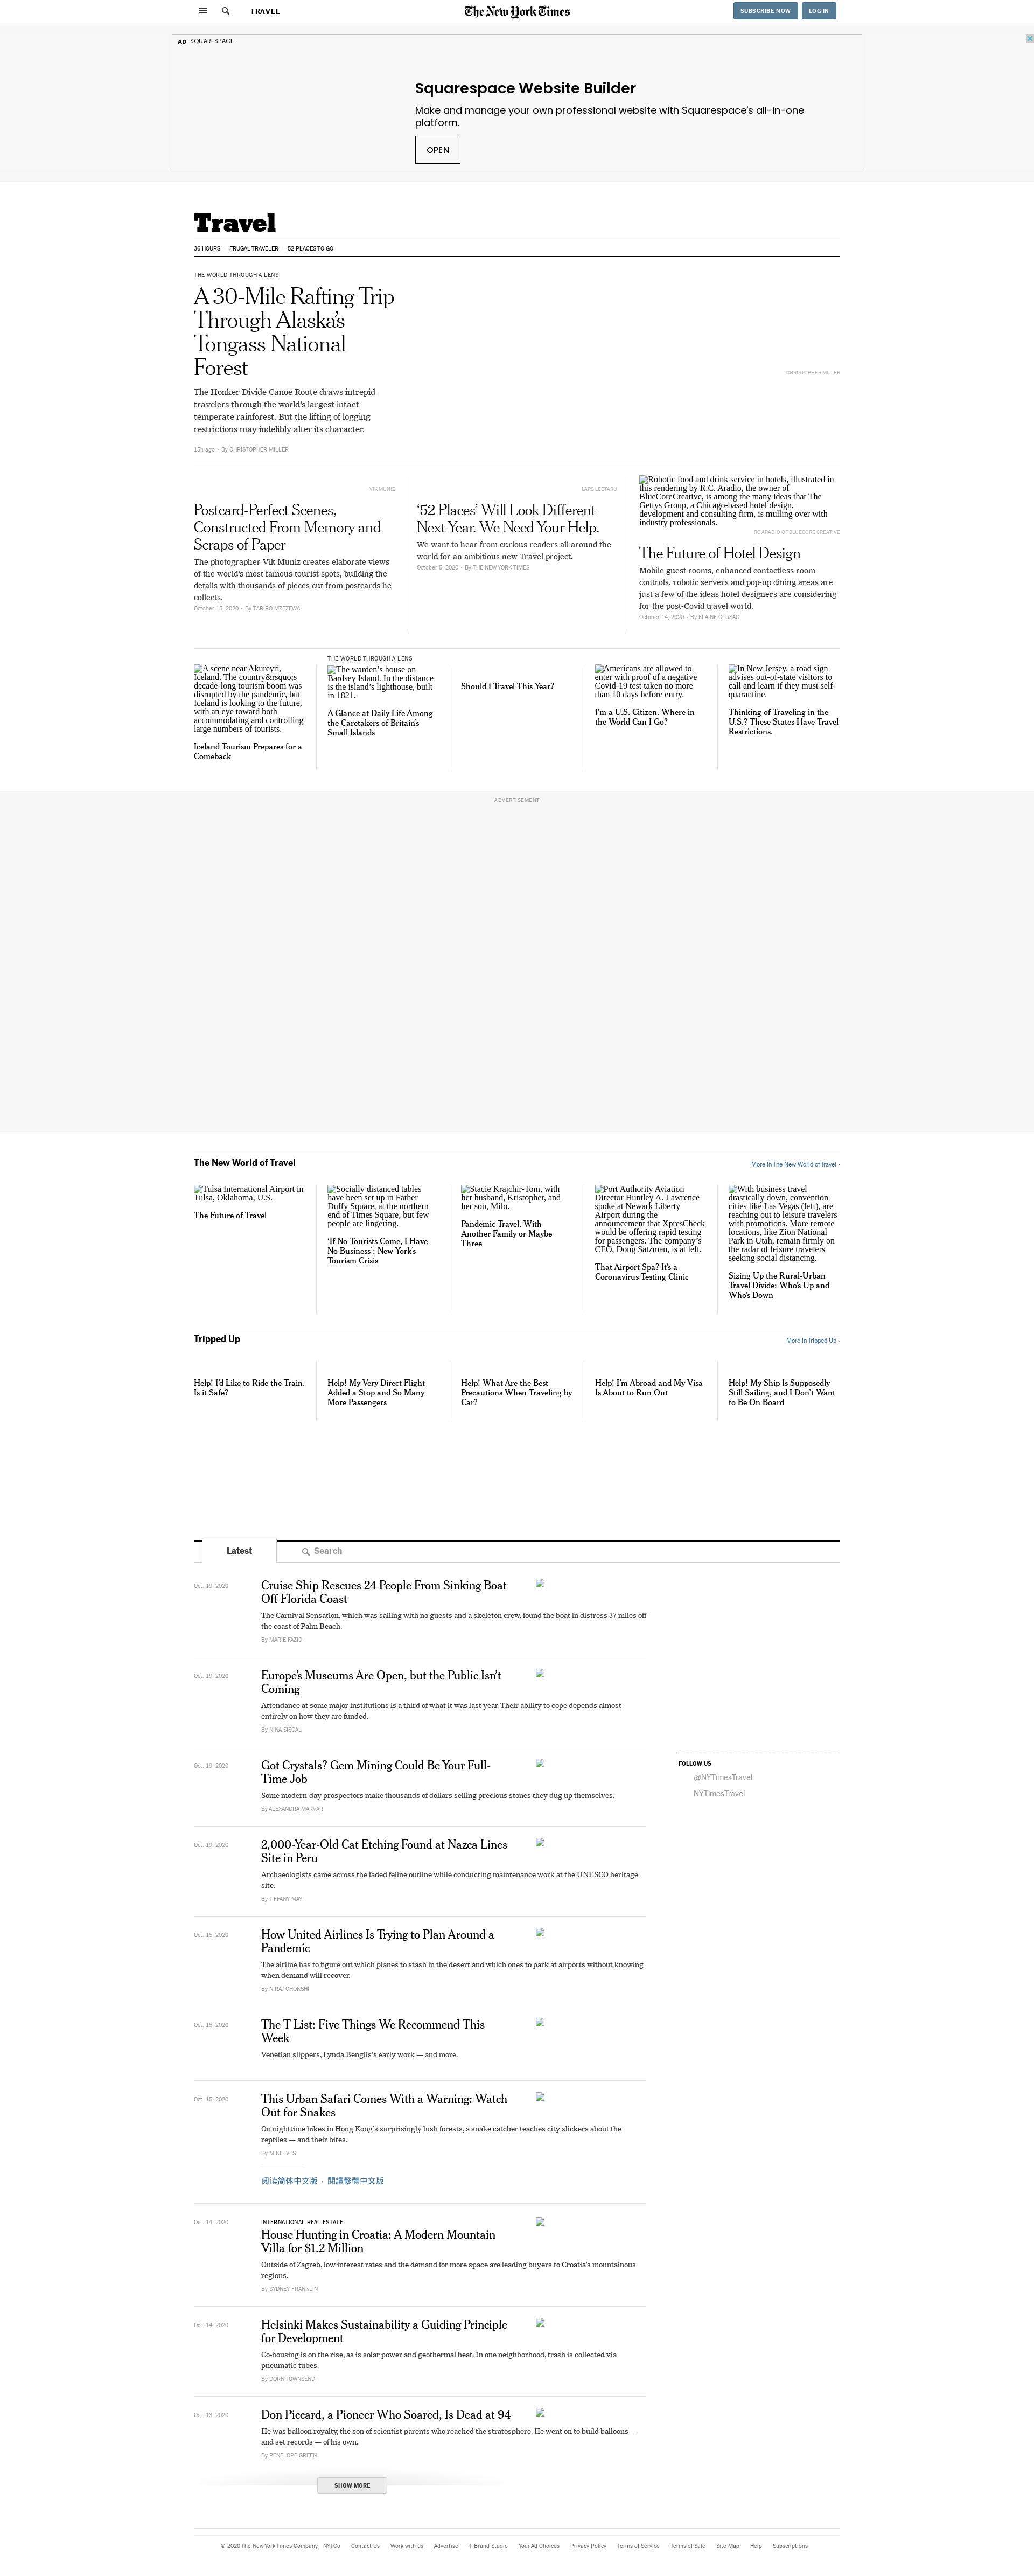 TRAVEL
The New York Times
SUBSCRIBE NOW
LOG IN
AD SQUARESPACE
Squarespace Website Builder
Make and manage your own professional website with Squarespace's all-in-one
platform.
OPEN
Travel
36 HOURS
FRUGAL TRAVELER
52 PLACES TO GO
THE WORLD THROUGH A LENS
A 30-Mile Rafting Trip
Through Alaska's
Tongass National
Forest
The Honker Divide Canoe Route draws intrepid
travelers through the world's largest intact
temperate rainforest. But the lifting of logging
restrictions may indelibly alter its character.
15h ago - By CHRISTOPHER MILLER
CHRISTOPHER MILLER
VIK MUNIZ
Postcard-Perfect Scenes,
Constructed From Memory and
Scraps of Paper
The photographer Vik Muniz creates elaborate views
of the world's most famous tourist spots, building the
details with thousands of pieces cut from postcards he
collects.
October 15, 2020 - By TARIRO MZEZEWA
LARS LEETARU
'52 Places' Will Look Different
Next Year. We Need Your Help.
We want to hear from curious readers all around the
world for an ambitious new Travel project.
October 5, 2020 - By THE NEW YORK TIMES
Robotic food and drink service in hotels, illustrated in
this rendering by R.C. Aradio, the owner of
BlueCoreCreative, is among the many ideas that The
Gettys Group, a Chicago-based hotel design,
development and consulting firm, is mulling over with
industry professionals.
RC ARADIO OF BLUECORE CREATIVE
The Future of Hotel Design
Mobile guest rooms, enhanced contactless room
controls, robotic servers and pop-up dining areas are
just a few of the ideas hotel designers are considering
for the post-Covid travel world.
October 14, 2020 - By ELAINE GLUSAC
A scene near Akureyri,
Iceland. The country&rsquo;s
decade-long tourism boom was
disrupted by the pandemic, but
Iceland is looking to the future,
with an eye toward both
accommodating and controlling
large numbers of tourists.
Iceland Tourism Prepares for a
Comeback
THE WORLD THROUGH A LENS
The warden's house on
Bardsey Island. In the distance
is the island's lighthouse, built
in 1821.
A Glance at Daily Life Among
the Caretakers of Britain's
Small Islands
Should I Travel This Year?
Americans are allowed to
enter with proof of a negative
Covid-19 test taken no more
than 10 days before entry.
I'm a U.S. Citizen. Where in
the World Can I Go?
In New Jersey, a road sign
advises out-of-state visitors to
call and learn if they must self-
quarantine.
Thinking of Traveling in the
U.S.? These States Have Travel
Restrictions.
ADVERTISEMENT
The New World of Travel
More in The New World of Travel »
Tulsa International Airport in
Tulsa, Oklahoma, U.S.
The Future of Travel
Socially distanced tables
have been set up in Father
Duffy Square, at the northern
end of Times Square, but few
people are lingering.
'If No Tourists Come, I Have
No Business': New York's
Tourism Crisis
Stacie Krajchir-Tom, with
her husband, Kristopher, and
her son, Milo.
Pandemic Travel, With
Another Family or Maybe
Three
Port Authority Aviation
Director Huntley A. Lawrence
spoke at Newark Liberty
Airport during the
announcement that XpresCheck
would be offering rapid testing
for passengers. The company's
CEO, Doug Satzman, is at left.
That Airport Spa? It's a
Coronavirus Testing Clinic
With business travel
drastically down, convention
cities like Las Vegas (left), are
reaching out to leisure travelers
with promotions. More remote
locations, like Zion National
Park in Utah, remain firmly on
the radar of leisure travelers
seeking social distancing.
Sizing Up the Rural-Urban
Travel Divide: Who's Up and
Who's Down
Tripped Up
More in Tripped Up »
Help! I'd Like to Ride the Train.
Is it Safe?
Help! My Very Direct Flight
Added a Stop and So Many
More Passengers
Help! What Are the Best
Precautions When Traveling by
Car?
Help! I'm Abroad and My Visa
Is About to Run Out
Help! My Ship Is Supposedly
Still Sailing, and I Don't Want
to Be On Board
Latest
Search
Oct. 19, 2020
Cruise Ship Rescues 24 People From Sinking Boat
Off Florida Coast
The Carnival Sensation, which was sailing with no guests and a skeleton crew, found the boat in distress 37 miles off
the coast of Palm Beach.
By MARIE FAZIO
Oct. 19, 2020
Europe's Museums Are Open, but the Public Isn't
Coming
Attendance at some major institutions is a third of what it was last year. Their ability to cope depends almost
entirely on how they are funded.
By NINA SIEGAL
Oct. 19, 2020
Got Crystals? Gem Mining Could Be Your Full-
Time Job
Some modern-day prospectors make thousands of dollars selling precious stones they dug up themselves.
By ALEXANDRA MARVAR
Oct. 19, 2020
2,000-Year-Old Cat Etching Found at Nazca Lines
Site in Peru
Archaeologists came across the faded feline outline while conducting maintenance work at the UNESCO heritage
site.
By TIFFANY MAY
Oct. 15, 2020
How United Airlines Is Trying to Plan Around a
Pandemic
The airline has to figure out which planes to stash in the desert and which ones to park at airports without knowing
when demand will recover.
By NIRAJ CHOKSHI
Oct. 15, 2020
The T List: Five Things We Recommend This
Week
Venetian slippers, Lynda Benglis's early work — and more.
Oct. 15, 2020
This Urban Safari Comes With a Warning: Watch
Out for Snakes
On nighttime hikes in Hong Kong's surprisingly lush forests, a snake catcher teaches city slickers about the
reptiles — and their bites.
By MIKE IVES
阅读简体中文版 • 閱讀繁體中文版
Oct. 14, 2020
INTERNATIONAL REAL ESTATE
House Hunting in Croatia: A Modern Mountain
Villa for $1.2 Million
Outside of Zagreb, low interest rates and the demand for more space are leading buyers to Croatia's mountainous
regions.
By SYDNEY FRANKLIN
Oct. 14, 2020
Helsinki Makes Sustainability a Guiding Principle
for Development
Co-housing is on the rise, as is solar power and geothermal heat. In one neighborhood, trash is collected via
pneumatic tubes.
By DORN TOWNSEND
Oct. 13, 2020
Don Piccard, a Pioneer Who Soared, Is Dead at 94
He was balloon royalty, the son of scientist parents who reached the stratosphere. He went on to build balloons —
and set records — of his own.
By PENELOPE GREEN
SHOW MORE
FOLLOW US
@NYTimesTravel
NYTimesTravel
© 2020 The New York Times Company NYTCo Contact Us Work with us Advertise T Brand Studio Your Ad Choices Privacy Policy Terms of Service Terms of Sale Site Map Help Subscriptions